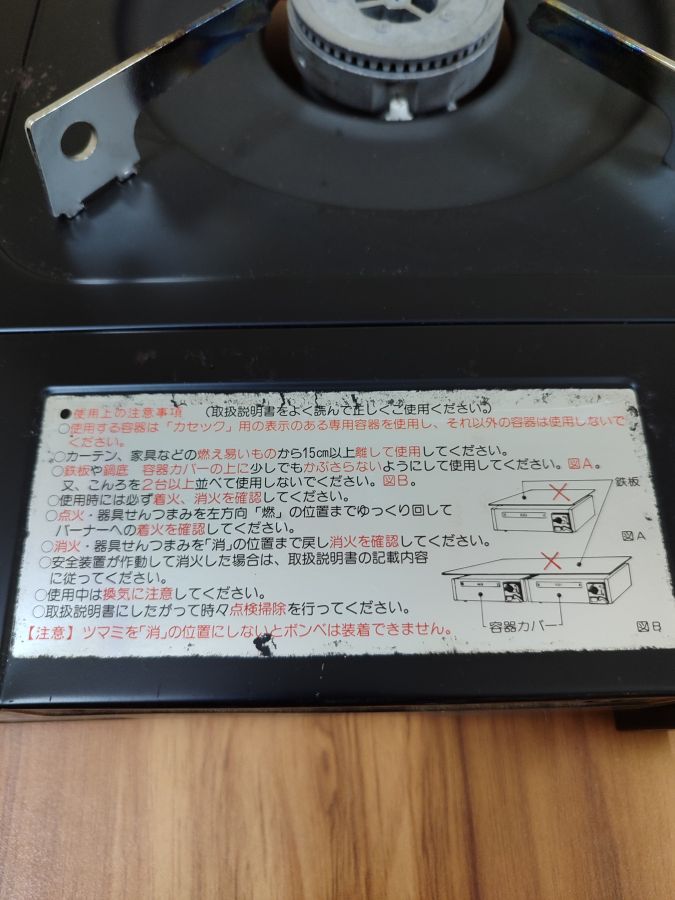 ●使用上の注意事項 (取扱説明書をよく読んで正しくご使用ください。)
○使用する容器は「カセック」用の表示のある専用容器を使用し、それ以外の容器は使用しないで
ください。
○カーテン、家具などの燃え易いものから15cm以上離して使用してください。
○鉄板や鍋底 容器カバーの上に少してもかぶさらないようにして使用してください。図A。
又、こんろを2台以上並べて使用しないでください。図B。
○使用時には必ず着火、消火を確認してください。
○点火・器具せんつまみを左方向「燃」の位置までゆっくり回して
バーナーへの着火を確認してください。
○消火・器具せんつまみを「消」の位置まで戻し消火を確認してください。
○安全装置が作動して消火した場合は、取扱説明書の記載内容
に従ってください。
○使用中は換気に注意してください。
○取扱説明書にしたがって時々点検掃除を行ってください。
【注意】ツマミを「消」の位置にしないとボンベは装着できません。
鉄板
図A
容器カバー
図B